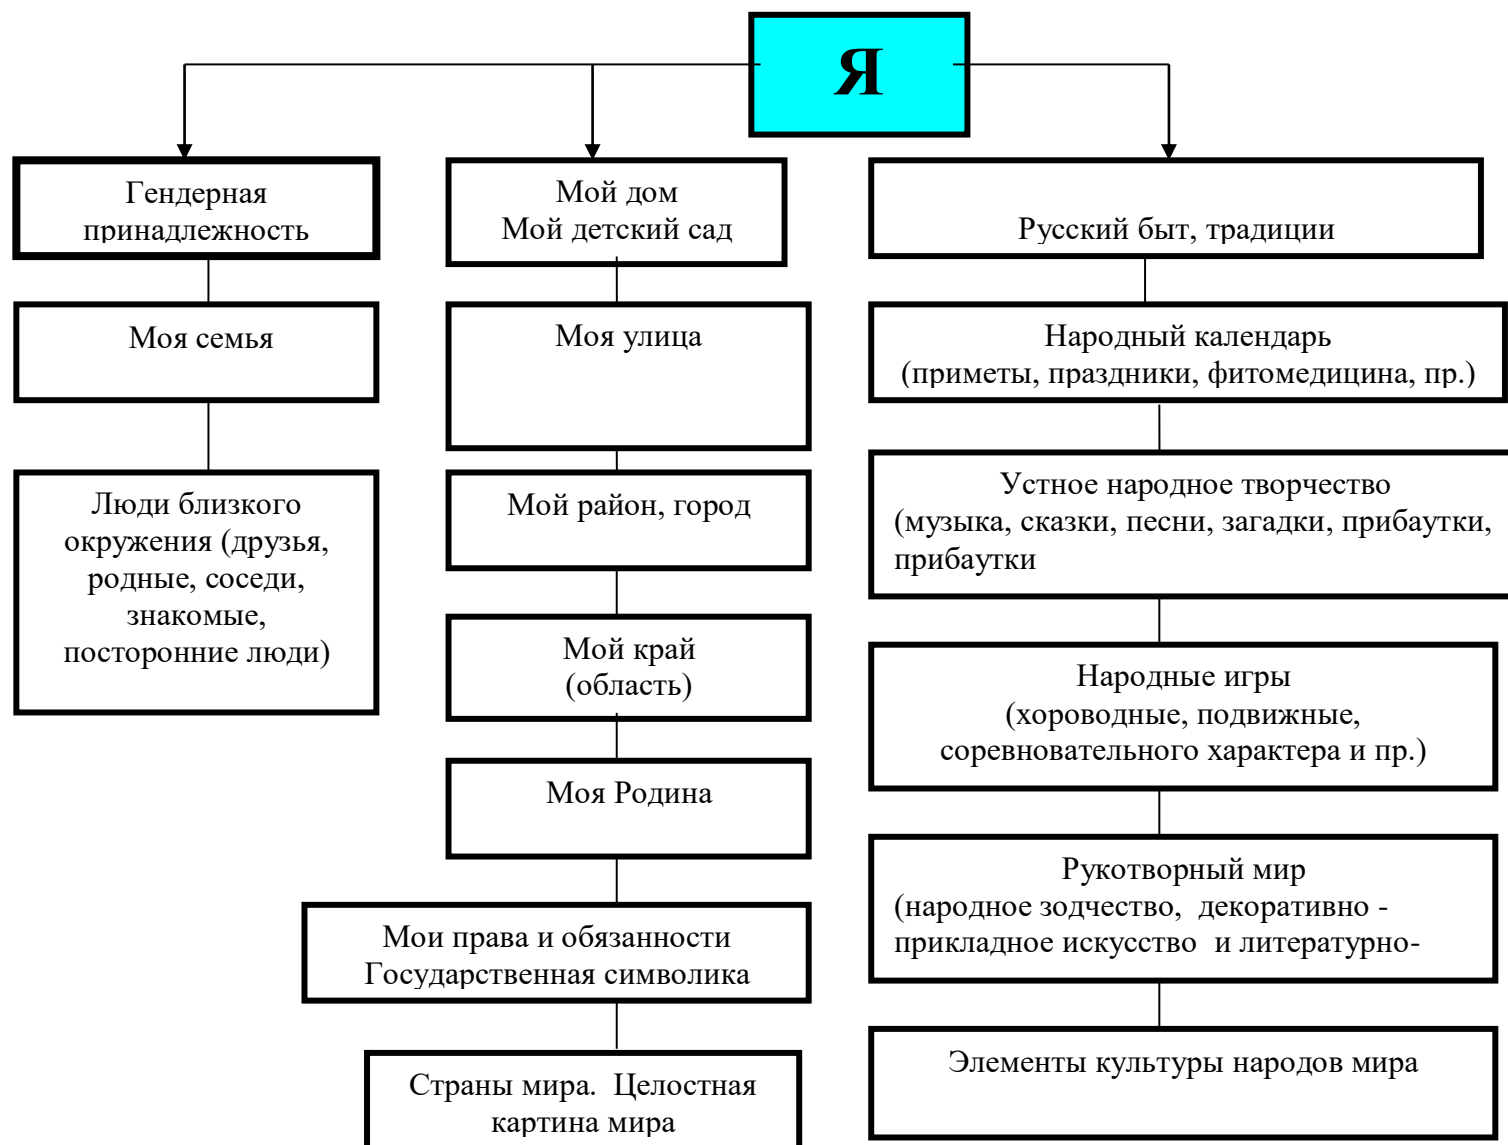 Я
Гендерная
принадлежность
Моя семья
Люди близкого
окружения (друзья,
родные, соседи,
знакомые,
посторонние люди)
Мой дом
Мой детский сад
Моя улица
Мой район, город
Мой край
(область)
Моя Родина
Мои права и обязанности
Государственная символика
Страны мира.  Целостная
картина мира
Русский быт, традиции
Народный календарь
(приметы, праздники, фитомедицина, пр.)
Устное народное творчество
(музыка, сказки, песни, загадки, прибаутки,
прибаутки
Народные игры
(хороводные, подвижные,
соревновательного характера и пр.)
Рукотворный мир
(народное зодчество,  декоративно -
прикладное искусство  и литературно-
Элементы культуры народов мира